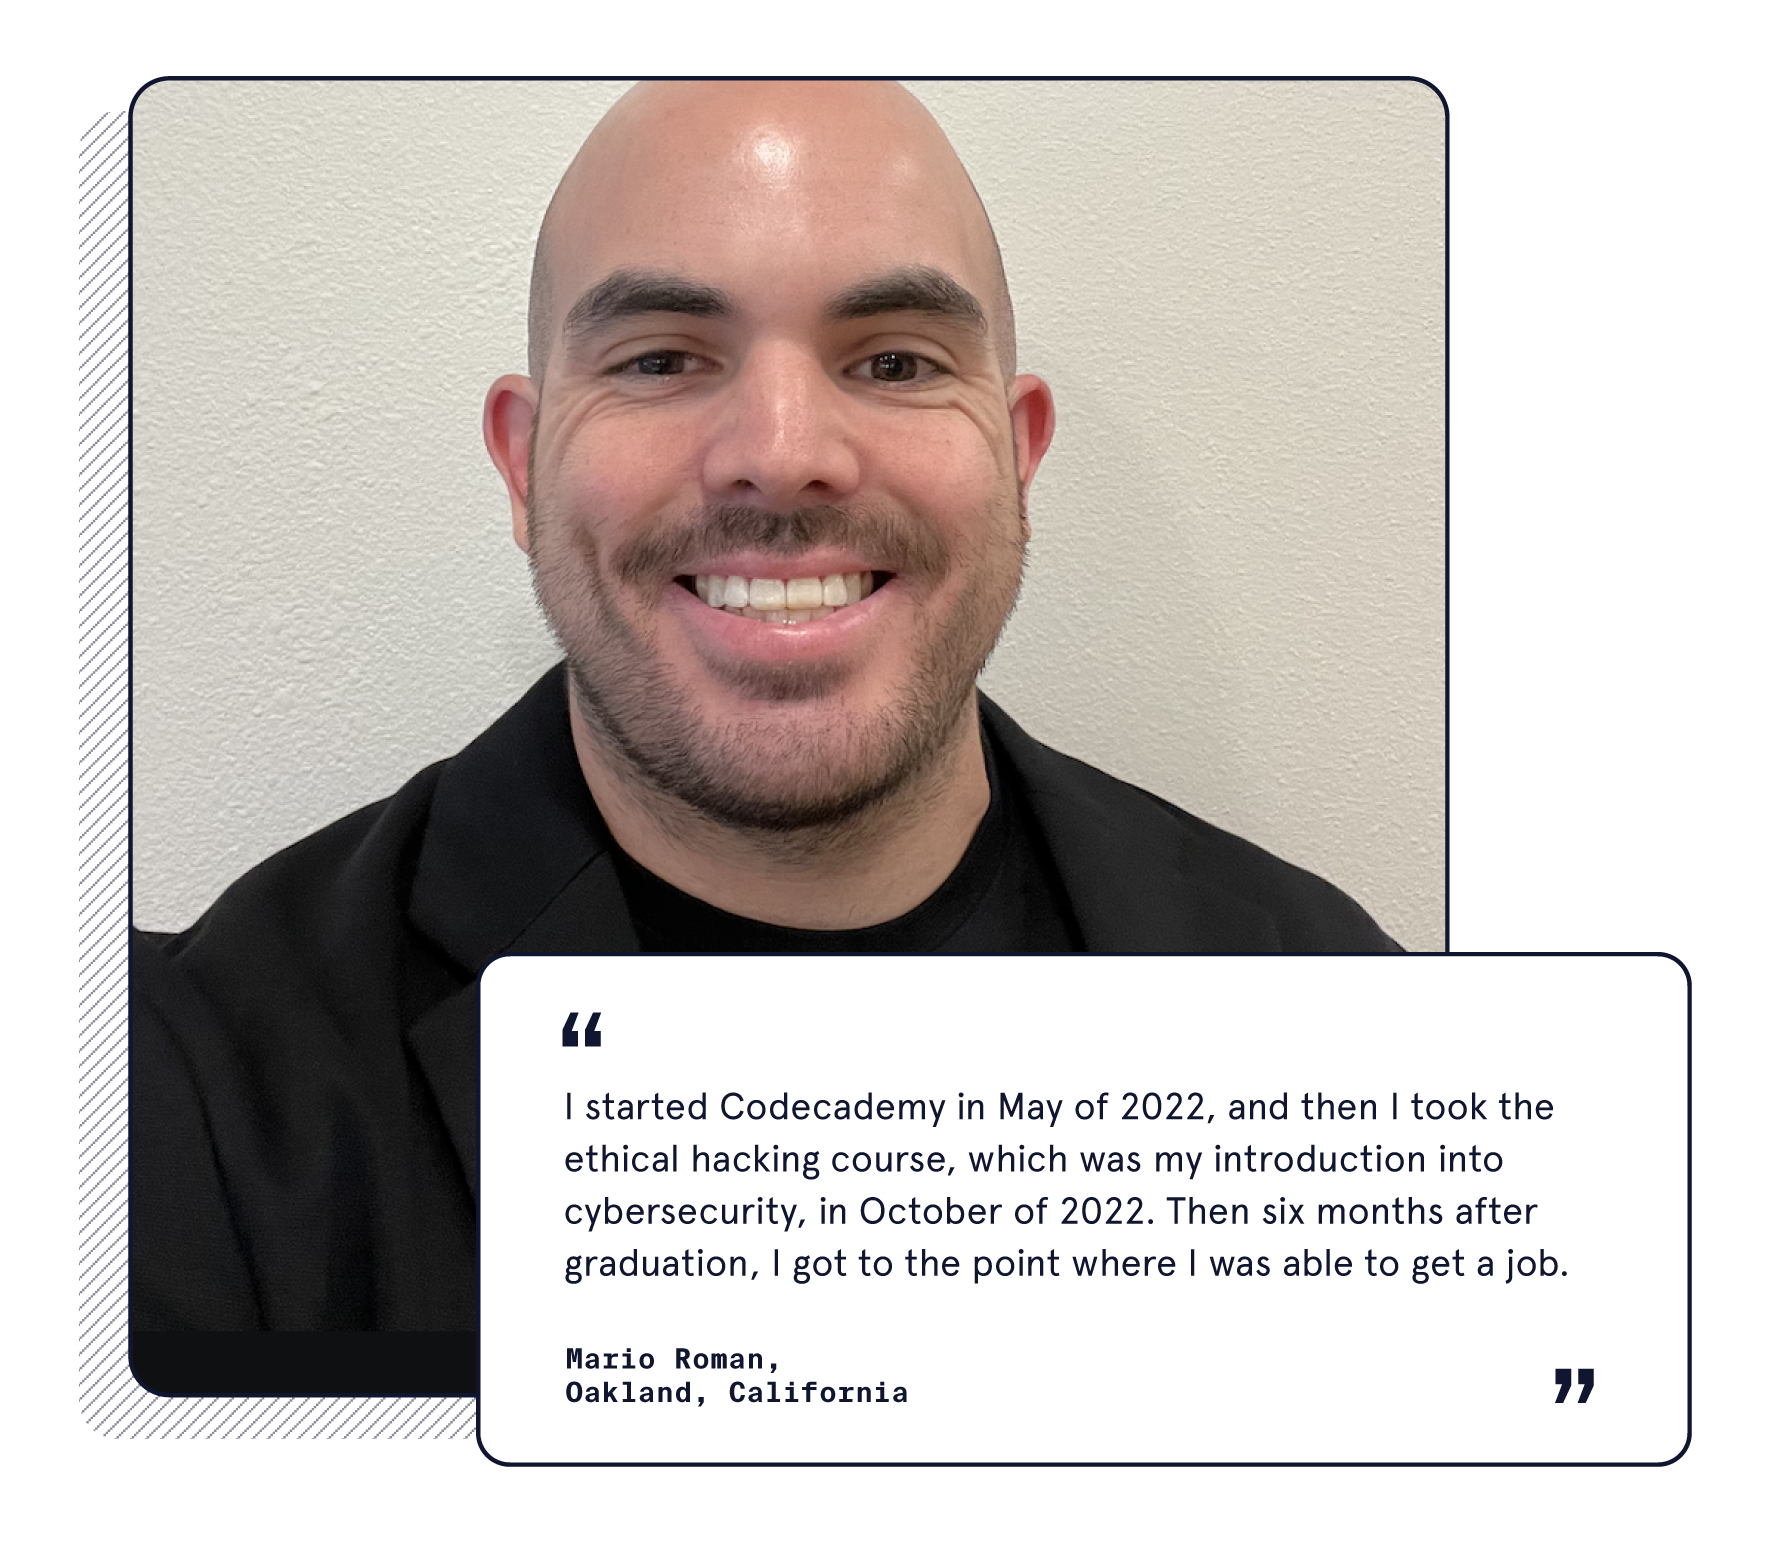 “
I started Codecademy in May of 2022, and then I took the
ethical hacking course, which was my introduction into
cybersecurity, in October of 2022. Then six months after
graduation, I got to the point where I was able to get a job.
Mario Roman,
Oakland, California
”